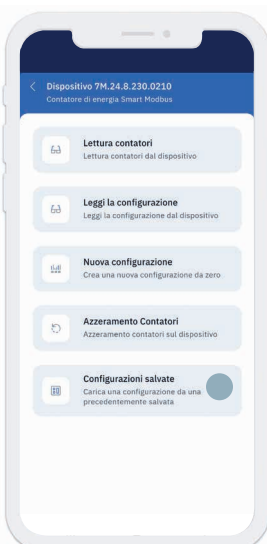 Dispositivo 7M.24.8.230.0210
Contatore di energia Smart Modbus
Lettura contatori
Lettura contatori dal dispositivo
Leggi la configurazione
Leggi la configurazione dal dispositivo
Nuova configurazione
Crea una nuova configurazione da zero
Azzeramento Contatori
Azzeramento contatori sul dispositivo
Configurazioni salvate
Carica una configurazione da una
precedentemente salvata